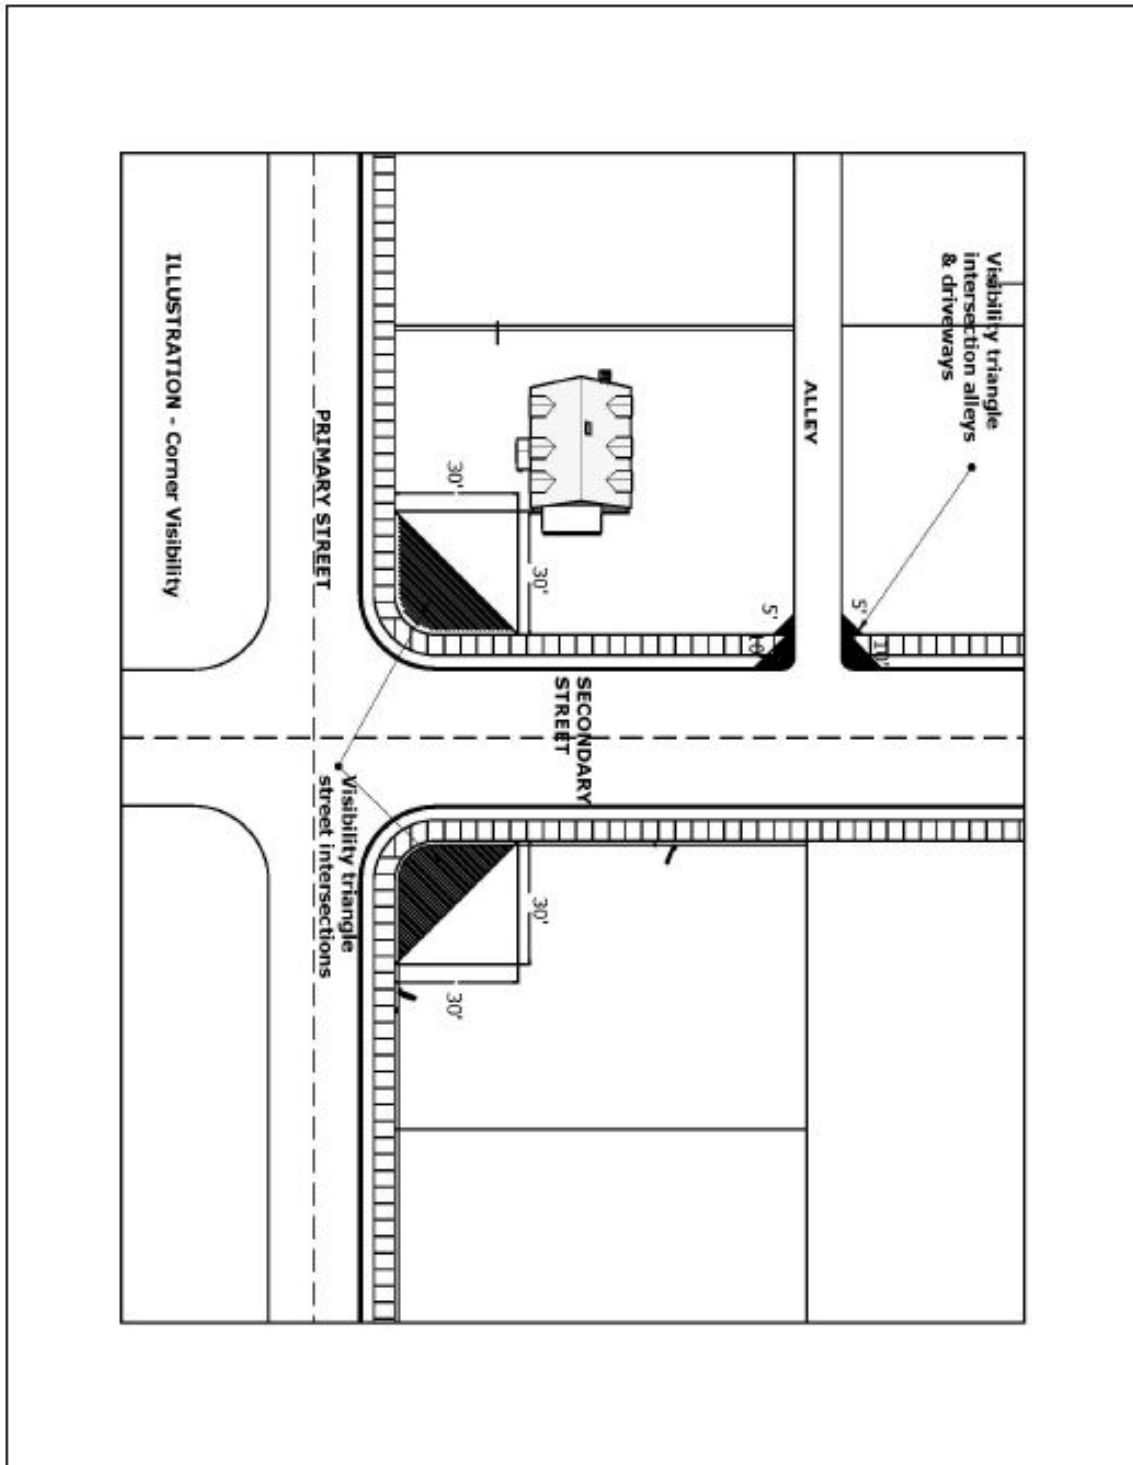 Visibility triangle
intersection alleys
& driveways
ALLEY
5'
10'
5'
10'
30'
30'
SECONDARY
STREET
30'
30'
PRIMARY STREET
Visibility triangle
street intersections
ILLUSTRATION - Corner Visibility